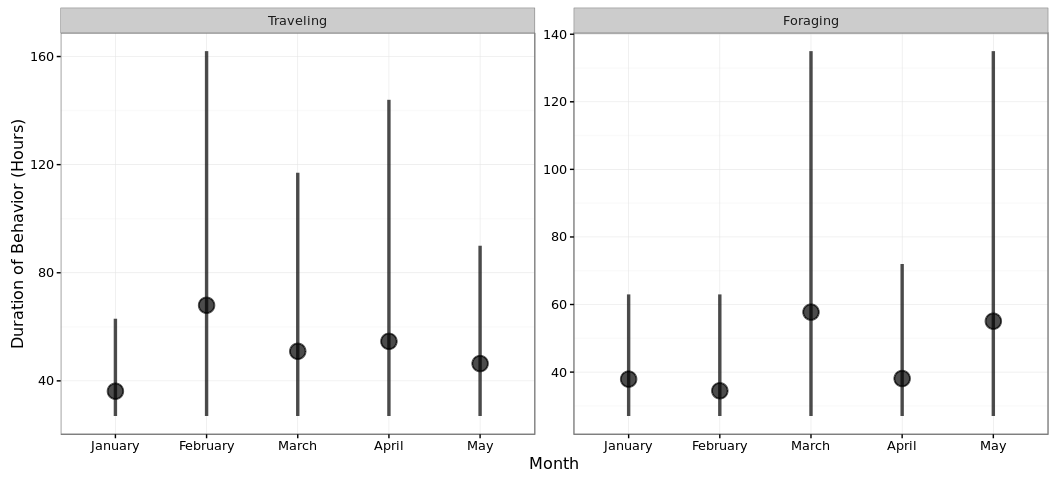 Traveling
Foraging
Duration of Behavior (Hours)
160
120
80
40
140
120
100
80
60
40
January February March April May
January February March April May
Month